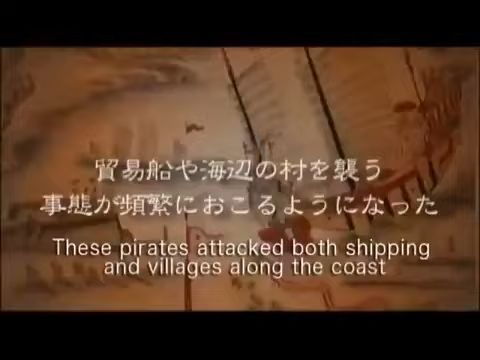 貿易船や海辺の村を襲う
事態が頻繁におこるようになった
These pirates attacked both shipping
and villages along the coast